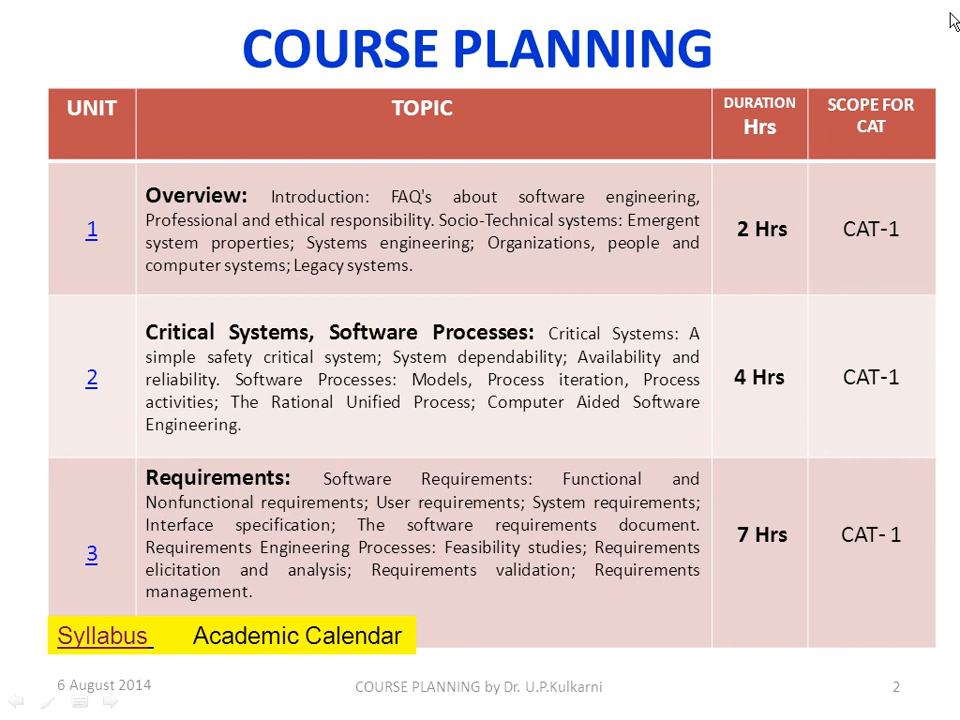 COURSE PLANNING
UNIT
TOPIC
DURATION
Hrs
SCOPE FOR
CAT
1
Overview: Introduction: FAQ's about software engineering,
Professional and ethical responsibility. Socio-Technical systems: Emergent
system properties; Systems engineering; Organizations, people and
computer systems; Legacy systems.
2 Hrs
CAT-1
2
Critical Systems, Software Processes: Critical Systems: A
simple safety critical system; System dependability; Availability and
reliability. Software Processes: Models, Process iteration, Process
activities; The Rational Unified Process; Computer Aided Software
Engineering.
4 Hrs
CAT-1
3
Requirements: Software Requirements: Functional and
Nonfunctional requirements; User requirements; System requirements;
Interface specification; The software requirements document.
Requirements Engineering Processes: Feasibility studies; Requirements
elicitation and analysis; Requirements validation; Requirements
management.
7 Hrs
CAT- 1
Syllabus Academic Calendar
6 August 2014
COURSE PLANNING by Dr. U.P.Kulkarni
2